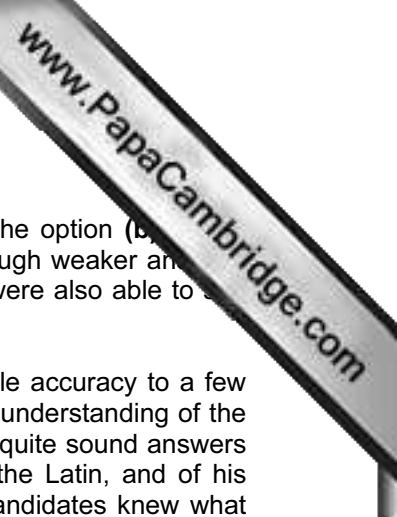 www.PapaCambridge.com
he option (b)
ugh weaker an
were also able to
le accuracy to a few
understanding of the
quite sound answers
the Latin, and of his
andidates knew what